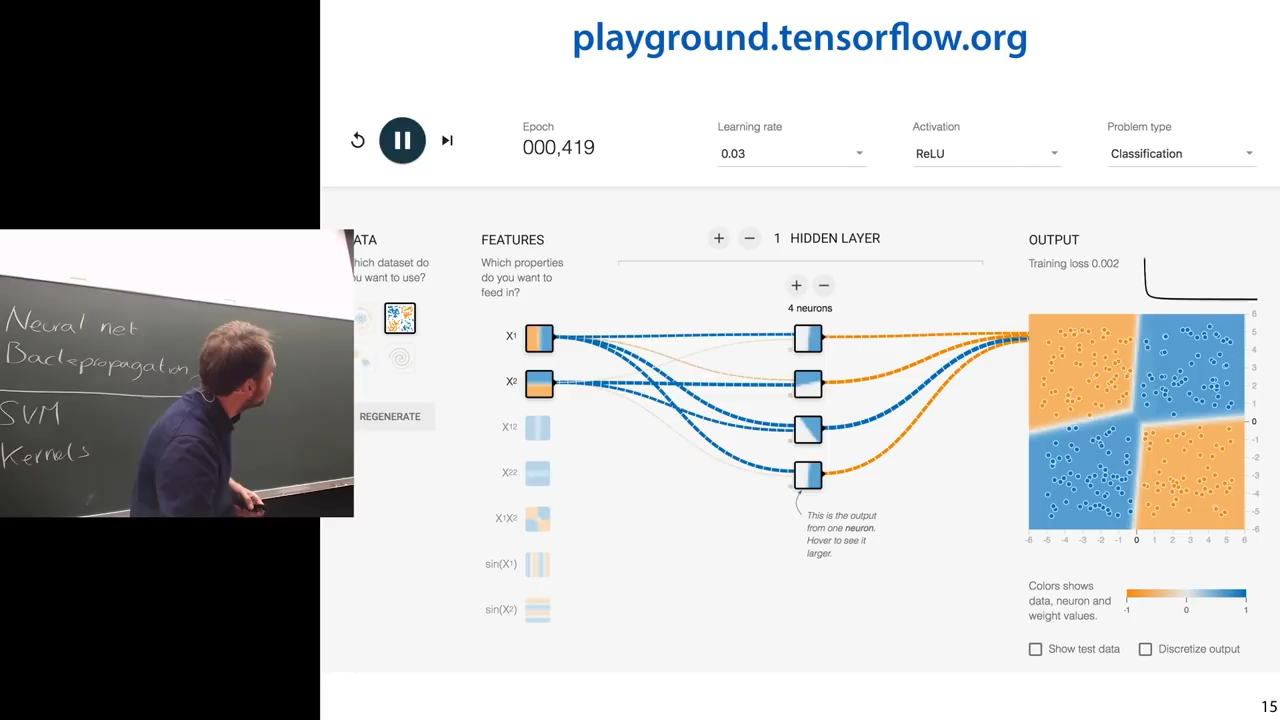 playground.tensorflow.org
Epoch
000,419
Learning rate
0.03
Activation
ReLU
Problem type
Classification
Neural net
Backpropagation
SVM
Kernels
ATA
hich dataset do
u want to use?
REGENERATE
FEATURES
Which properties
do you want to
feed in?
X1
X2
X12
X22
X1X2
sin(X1)
sin(X2)
+ − 1 HIDDEN LAYER
+ −
4 neurons
This is the output
from one neuron.
Hover to see it
larger.
OUTPUT
Training loss 0.002
6
5
4
3
2
1
0
-1
-2
-3
-4
-5
-6
-6 -5 -4 -3 -2 -1 0 1 2 3 4 5 6
Colors shows
data, neuron and
weight values.
-1 0 1
Show test data
Discretize output
15